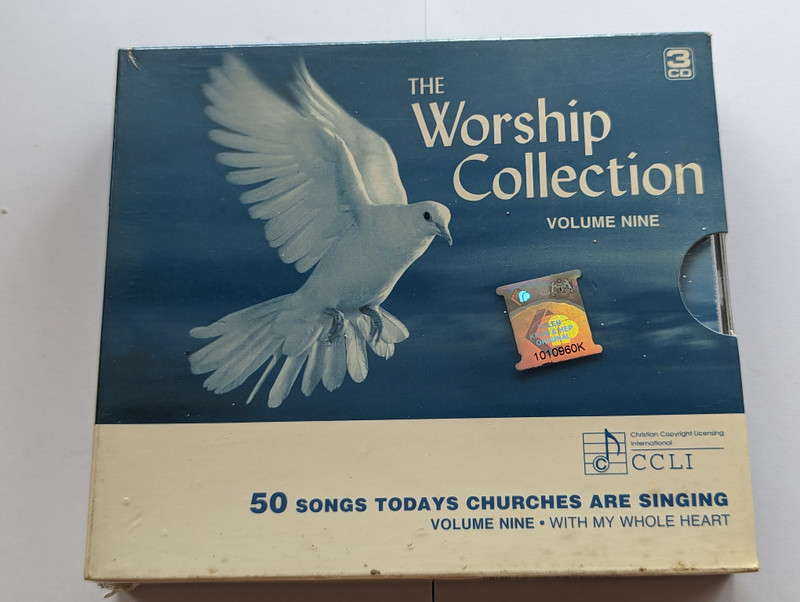 THE
3
CD
Worship
Collection
VOLUME NINE
1010960K
Christian Copyright Licensing
International
CCLI
50 SONGS TODAYS CHURCHES ARE SINGING
VOLUME NINE • WITH MY WHOLE HEART